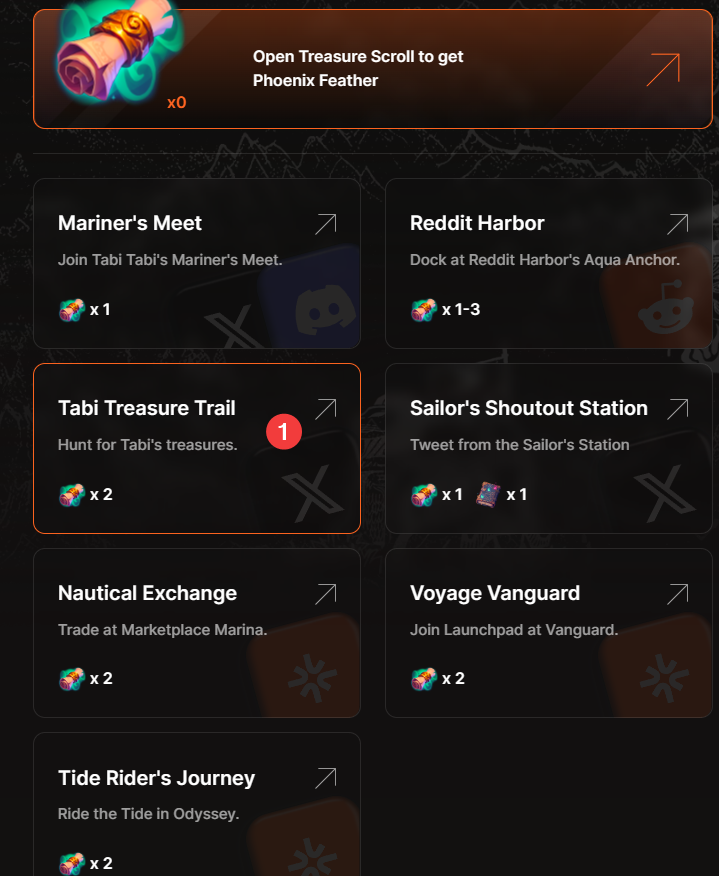 Open Treasure Scroll to get
Phoenix Feather
x0
Mariner's Meet
Join Tabi Tabi's Mariner's Meet.
x 1
Reddit Harbor
Dock at Reddit Harbor's Aqua Anchor.
x 1-3
Tabi Treasure Trail
Hunt for Tabi's treasures.
1
x 2
Sailor's Shoutout Station
Tweet from the Sailor's Station
x 1 x 1
Nautical Exchange
Trade at Marketplace Marina.
x 2
Voyage Vanguard
Join Launchpad at Vanguard.
x 2
Tide Rider's Journey
Ride the Tide in Odyssey.
x 2